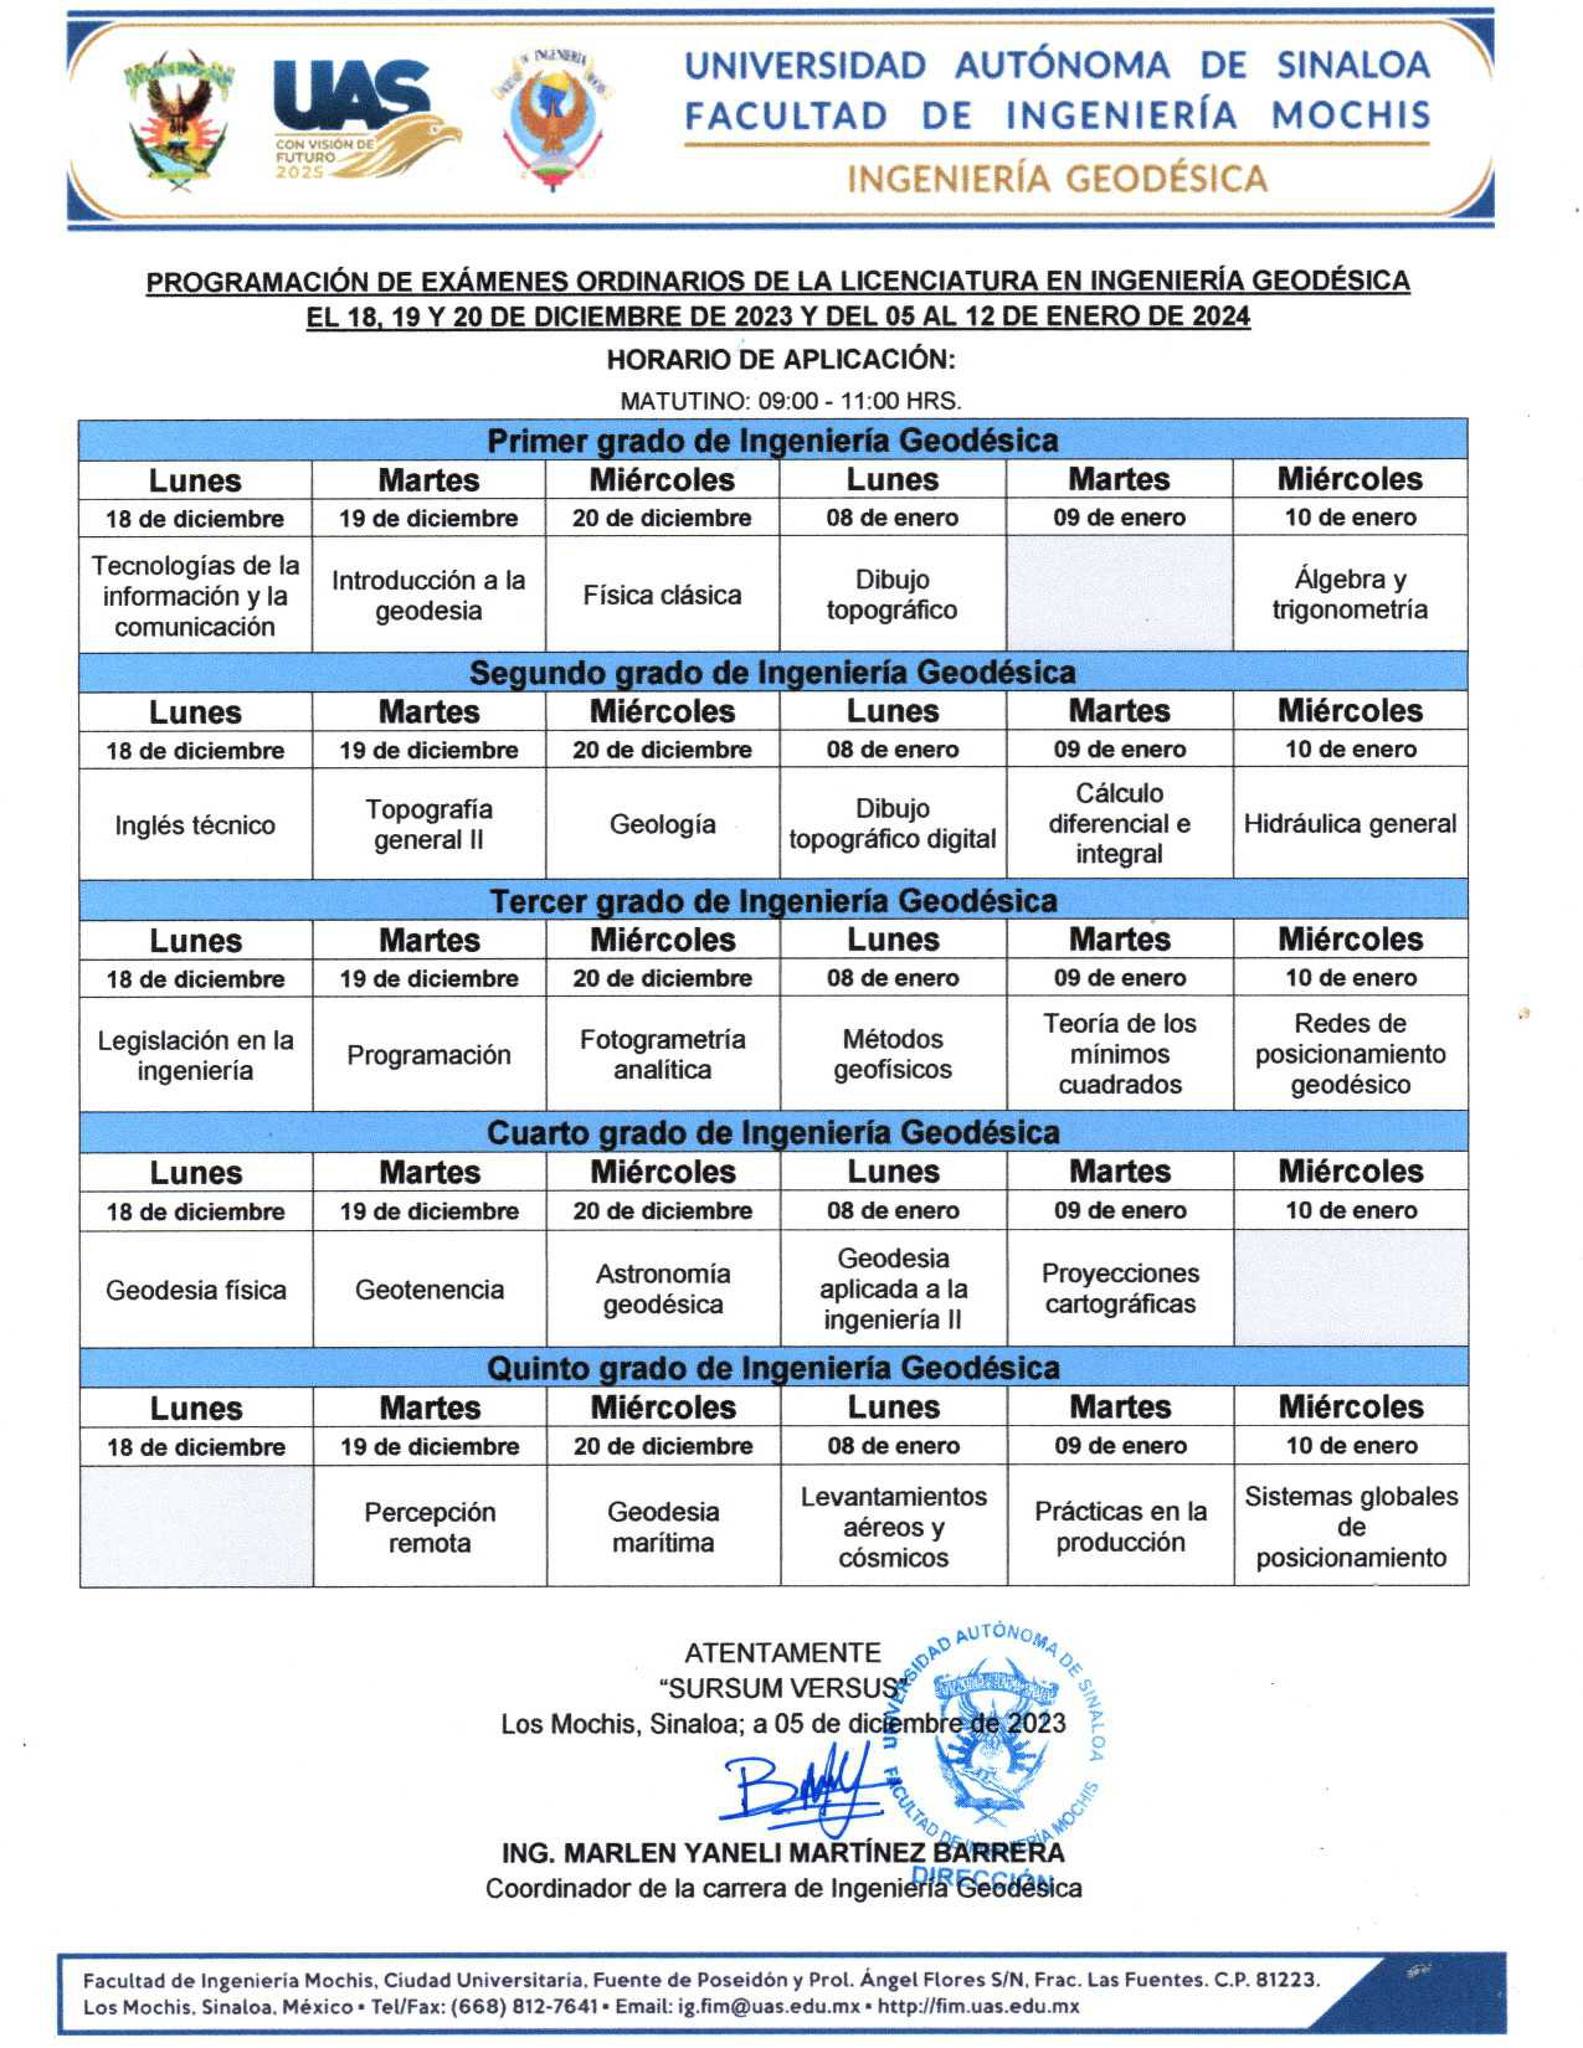 UAS
CON VISIÓN DE
FUTURO
2025
UNIVERSIDAD AUTÓNOMA DE SINALOA
FACULTAD DE INGENIERÍA MOCHIS
INGENIERÍA GEODÉSICA
PROGRAMACIÓN DE EXÁMENES ORDINARIOS DE LA LICENCIATURA EN INGENIERÍA GEODÉSICA
EL 18, 19 Y 20 DE DICIEMBRE DE 2023 Y DEL 05 AL 12 DE ENERO DE 2024
HORARIO DE APLICACIÓN:
MATUTINO: 09:00 - 11:00 HRS.
Primer grado de Ingeniería Geodésica
Lunes Martes Miércoles Lunes Martes Miércoles
18 de diciembre 19 de diciembre 20 de diciembre 08 de enero 09 de enero 10 de enero
Tecnologías de la
información y la
comunicación
Introducción a la
geodesia
Física clásica
Dibujo
topográfico
Álgebra y
trigonometría
Segundo grado de Ingeniería Geodésica
Lunes Martes Miércoles Lunes Martes Miércoles
18 de diciembre 19 de diciembre 20 de diciembre 08 de enero 09 de enero 10 de enero
Inglés técnico
Topografía
general II
Geología
Dibujo
topográfico digital
Cálculo
diferencial e
integral
Hidráulica general
Tercer grado de Ingeniería Geodésica
Lunes Martes Miércoles Lunes Martes Miércoles
18 de diciembre 19 de diciembre 20 de diciembre 08 de enero 09 de enero 10 de enero
Legislación en la
ingeniería
Programación
Fotogrametría
analítica
Métodos
geofísicos
Teoría de los
mínimos
cuadrados
Redes de
posicionamiento
geodésico
Cuarto grado de Ingeniería Geodésica
Lunes Martes Miércoles Lunes Martes Miércoles
18 de diciembre 19 de diciembre 20 de diciembre 08 de enero 09 de enero 10 de enero
Geodesia física
Geotenencia
Astronomía
geodésica
Geodesia
aplicada a la
ingeniería II
Proyecciones
cartográficas
Quinto grado de Ingeniería Geodésica
Lunes Martes Miércoles Lunes Martes Miércoles
18 de diciembre 19 de diciembre 20 de diciembre 08 de enero 09 de enero 10 de enero
Percepción
remota
Geodesia
marítima
Levantamientos
aéreos y
cósmicos
Prácticas en la
producción
Sistemas globales
de
posicionamiento
ATENTAMENTE
“SURSUM VERSUS”
Los Mochis, Sinaloa; a 05 de diciembre de 2023
UNIVERSIDAD AUTÓNOMA DE SINALOA
FACULTAD DE INGENIERÍA MOCHIS
DIRECCIÓN
ING. MARLEN YANELI MARTÍNEZ BARRERA
Coordinador de la carrera de Ingeniería Geodésica
Facultad de Ingeniería Mochis, Ciudad Universitaria, Fuente de Poseidón y Prol. Ángel Flores S/N, Frac. Las Fuentes. C.P. 81223.
Los Mochis, Sinaloa, México ▪ Tel/Fax: (668) 812-7641 ▪ Email: ig.fim@uas.edu.mx ▪ http://fim.uas.edu.mx